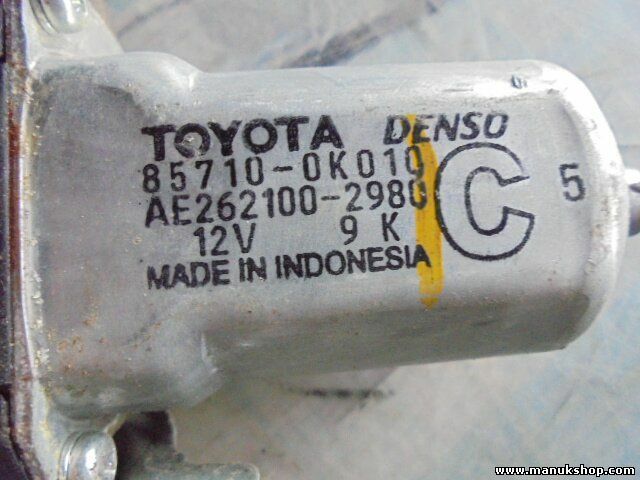 TOYOTA DENSO
85710-0K010
AE262100-2980
12V 9 K
MADE IN INDONESIA
C
5
www.manukshop.com